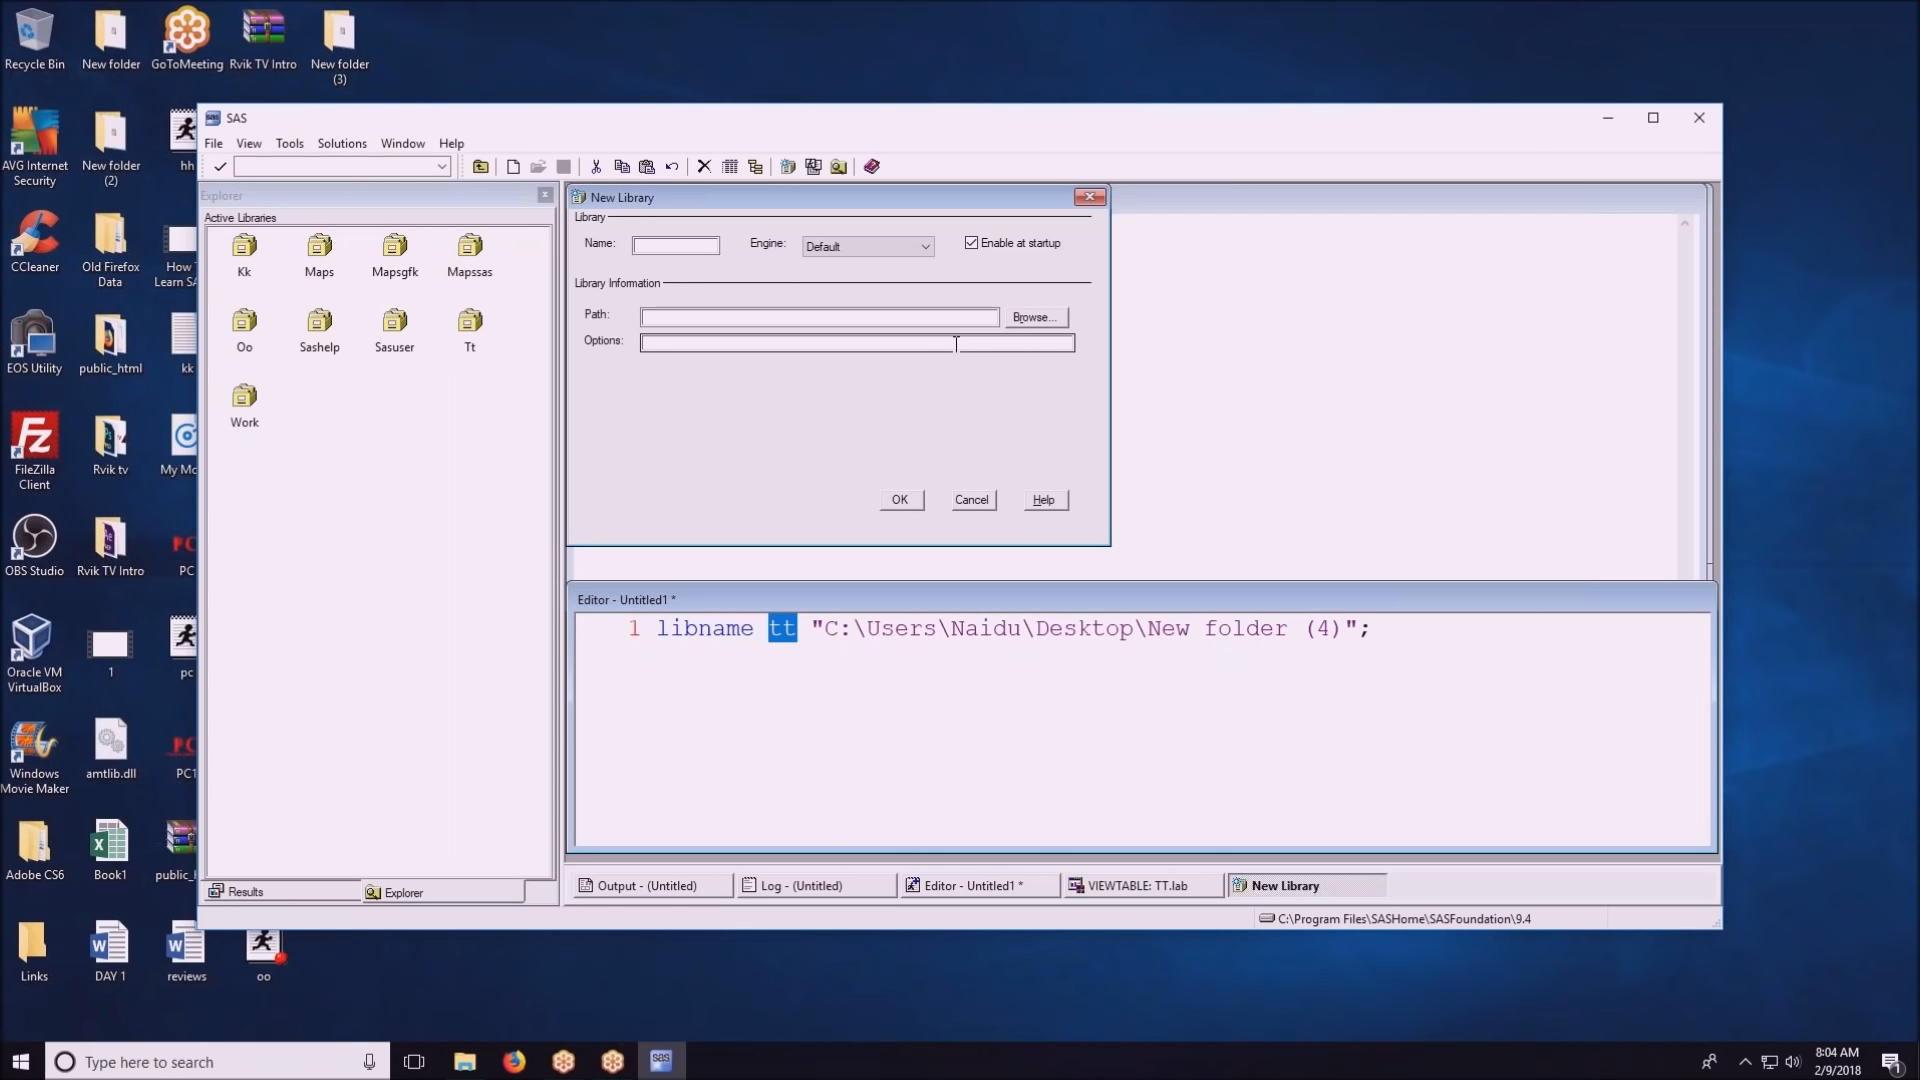 Recycle Bin
New folder
GoToMeeting
Rvik TV Intro
New folder
(3)
AVG Internet
Security
New folder
(2)
hh
CCleaner
Old Firefox
Data
How
Learn SA
EOS Utility
public_html
kk
FileZilla
Client
Rvik tv
My Mc
OBS Studio
Rvik TV Intro
PC
Oracle VM
VirtualBox
1
pc
Windows
Movie Maker
amtlib.dll
PC1
Adobe CS6
Book1
public_
Links
DAY 1
reviews
oo
SAS
File View Tools Solutions Window Help
Explorer
Active Libraries
Kk Maps Mapsgfk Mapssas
Oo Sashelp Sasuser Tt
Work
Results
Explorer
New Library
Library
Name:
Engine: Default
Enable at startup
Library Information
Path:
Browse...
Options:
OK Cancel Help
Editor - Untitled1 *
1 libname tt "C:\Users\Naidu\Desktop\New folder (4)";
Output - (Untitled)
Log - (Untitled)
Editor - Untitled1 *
VIEWTABLE: TT.lab
New Library
C:\Program Files\SASHome\SASFoundation\9.4
Type here to search
sas
8:04 AM
2/9/2018
1